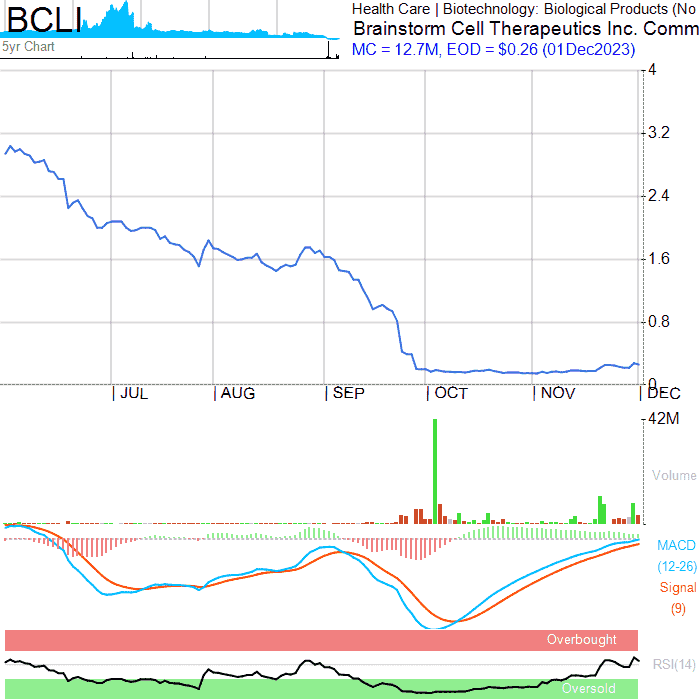 BCLI
Health Care | Biotechnology: Biological Products (No
Brainstorm Cell Therapeutics Inc. Comm
5yr Chart
MC = 12.7M, EOD = $0.26 (01Dec2023)
4
3.2
2.4
1.6
0.8
0
JUL AUG SEP OCT NOV DEC
42M
Volume
MACD
(12-26)
Signal
(9)
Overbought
RSI(14)
Oversold